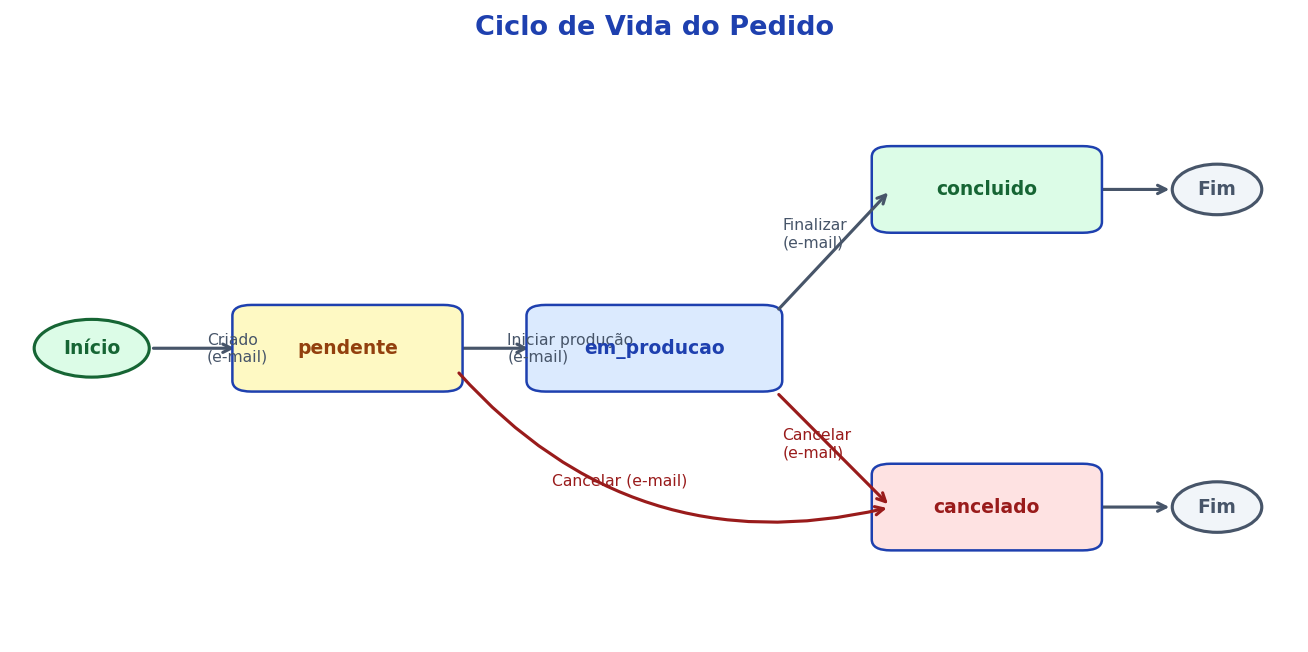 Ciclo de Vida do Pedido
Início
Criado
(e-mail)
pendente
Iniciar produção
(e-mail)
em_producao
Finalizar
(e-mail)
concluido
Fim
Cancelar
(e-mail)
Cancelar (e-mail)
cancelado
Fim